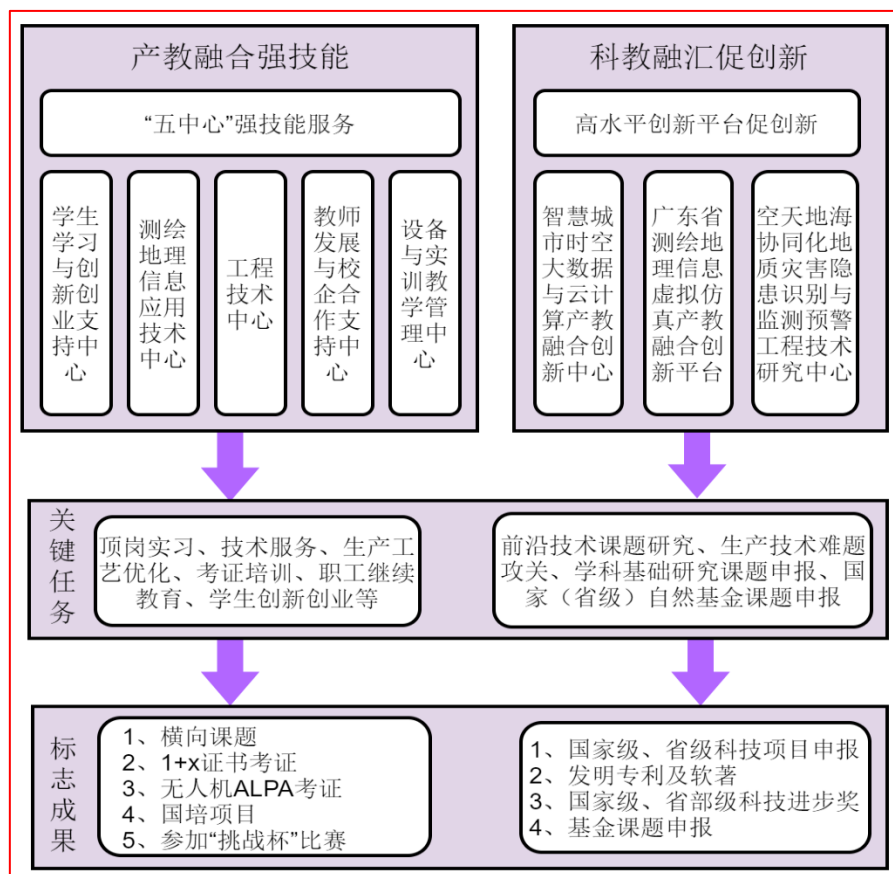 产教融合强技能
“五中心”强技能服务
学生
学习
与创
新创
业支
持中
心
测绘
地理
信息
应用
技术
中心
工程
技术
中心
教师
发展
与校
企合
作支
持中
心
设备
与实
训教
学管
理中
心
科教融汇促创新
高水平创新平台促创新
智慧城
市时空
大数据
与云计
算产教
融合创
新中心
广东省
测绘地
理信息
虚拟仿
真产教
融合创
新平台
空天地海
协同化地
质灾害隐
患识别与
监测预警
工程技术
研究中心
关键任务
顶岗实习、技术服务、生产工
艺优化、考证培训、职工继续
教育、学生创新创业等
前沿技术课题研究、生产技术难题
攻关、学科基础研究课题申报、国
家（省级）自然基金课题申报
标志成果
1、横向课题
2、1+x证书考证
3、无人机ALPA考证
4、国培项目
5、参加“挑战杯”比赛
1、国家级、省级科技项目申报
2、发明专利及软著
3、国家级、省部级科技进步奖
4、基金课题申报